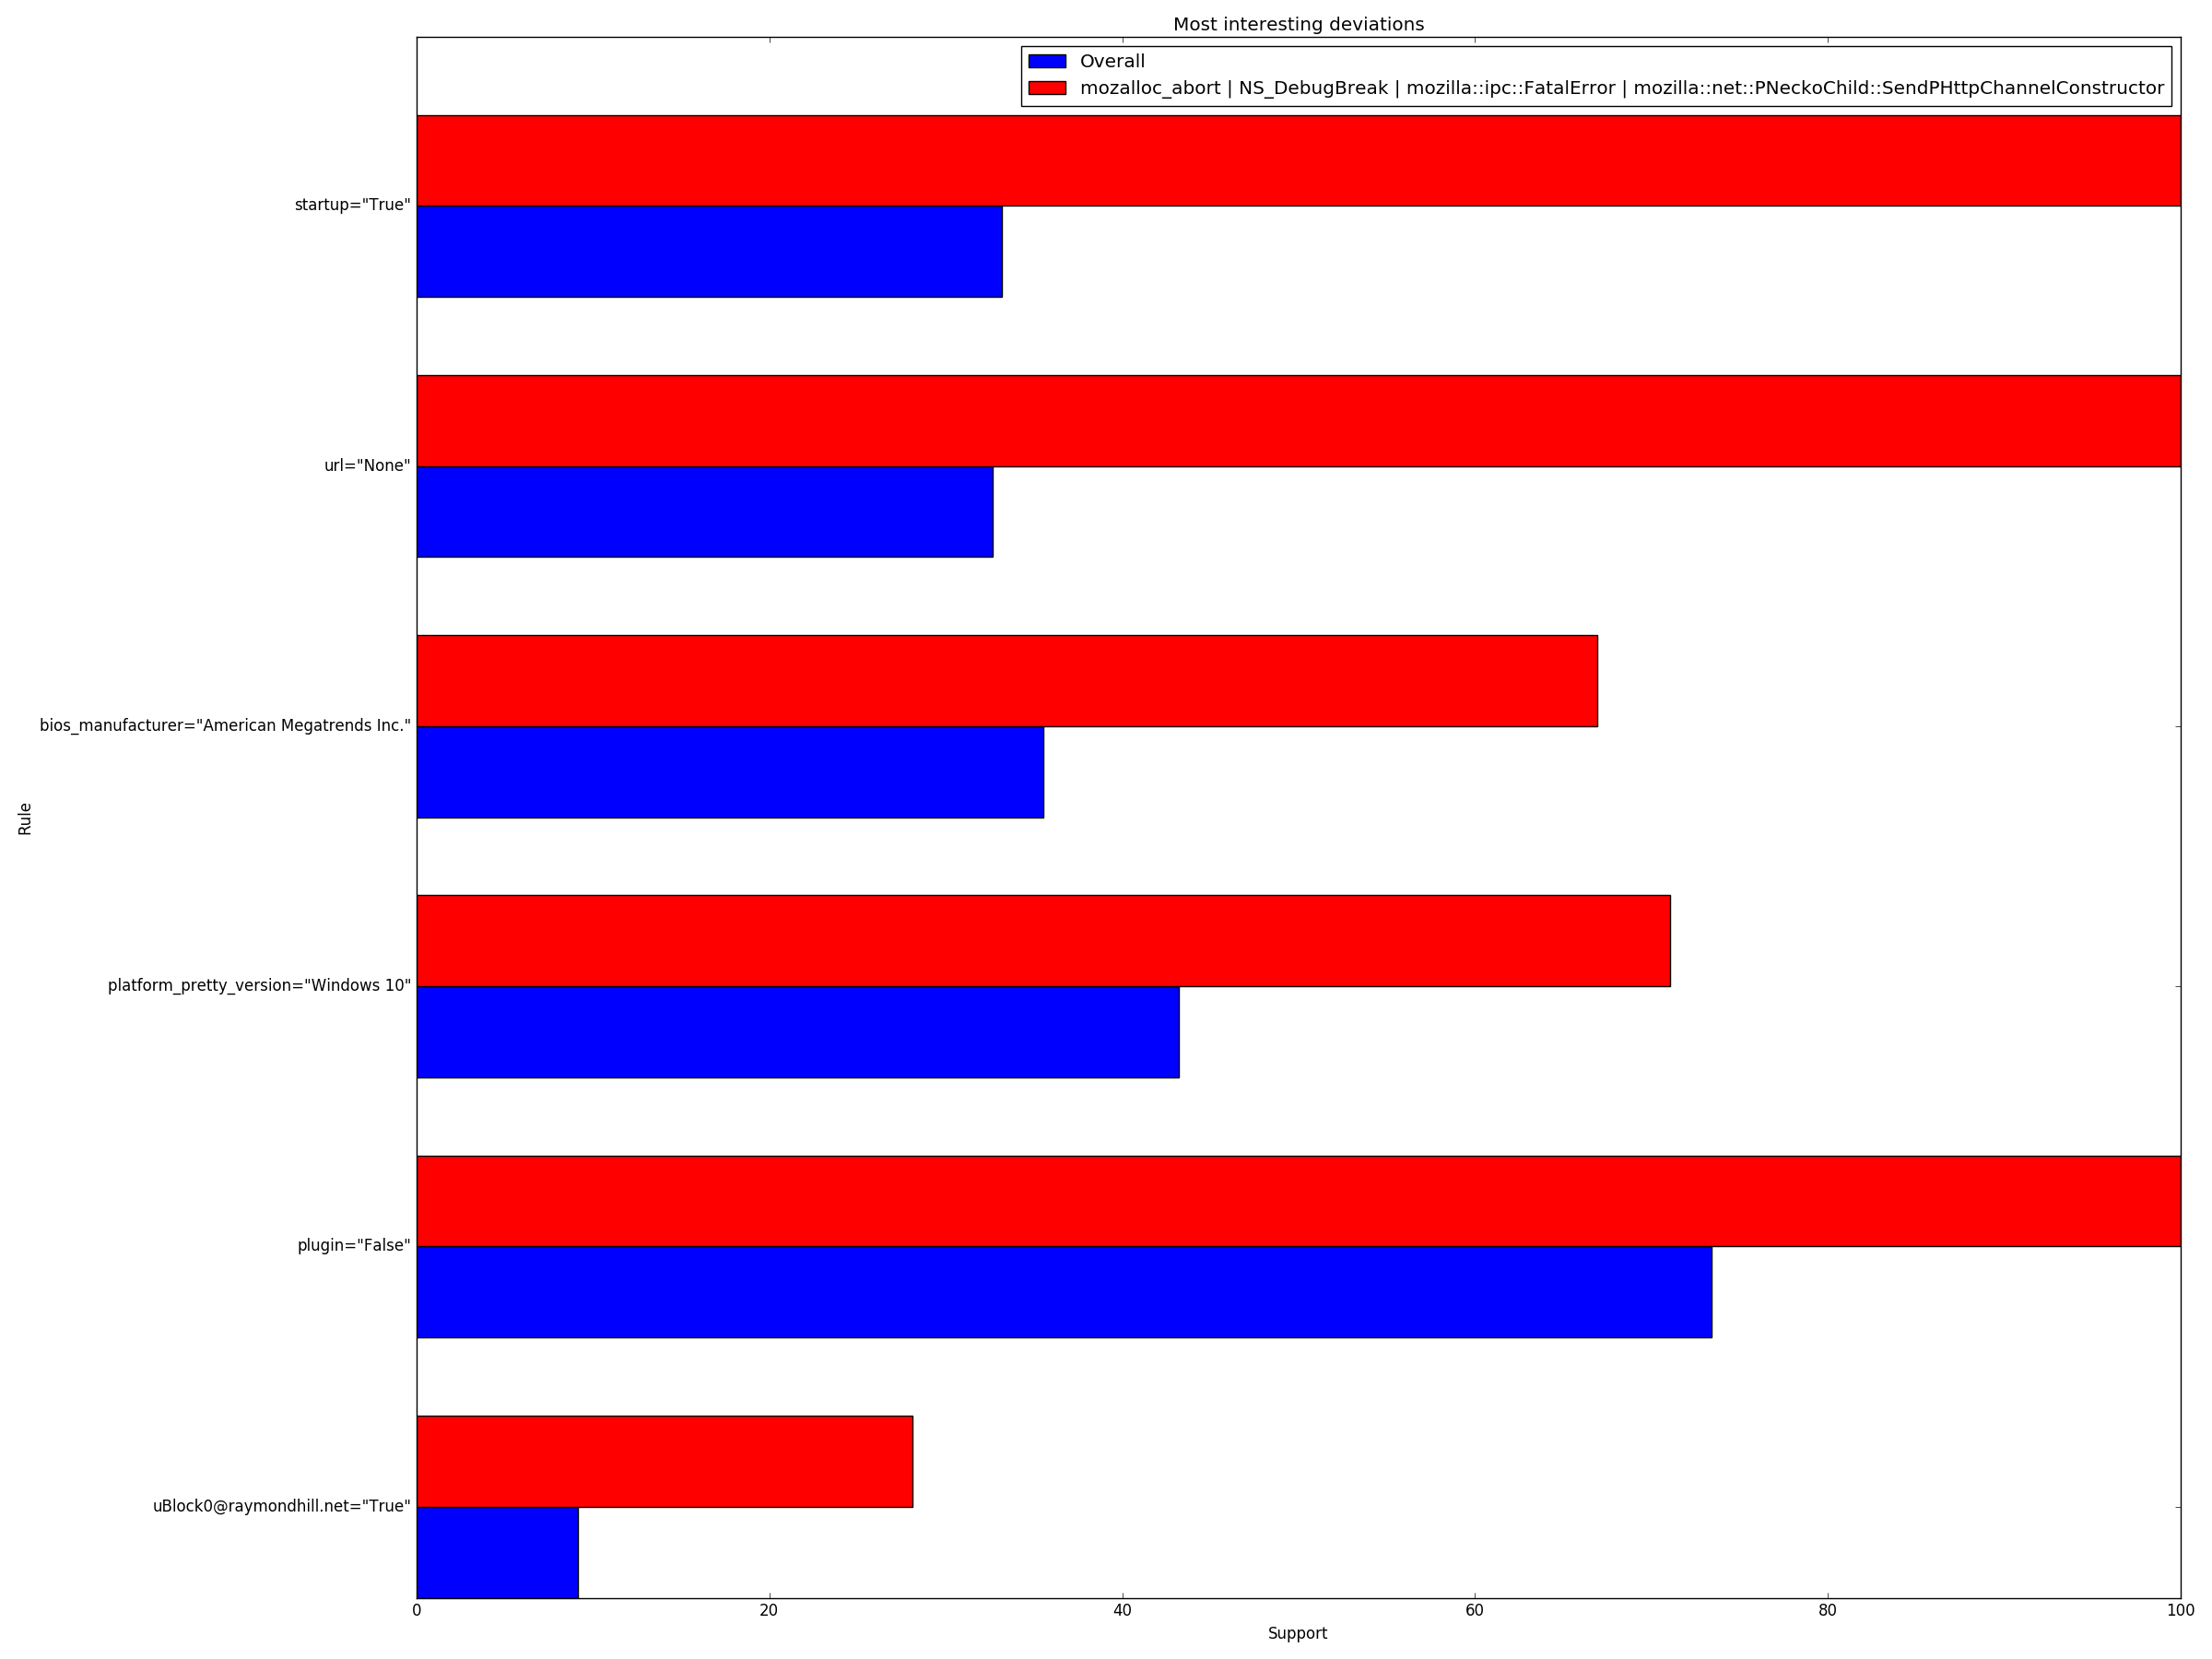 Most interesting deviations
Overall
mozalloc_abort | NS_DebugBreak | mozilla::ipc::FatalError | mozilla::net::PNeckoChild::SendPHttpChannelConstructor
startup="True"
url="None"
bios_manufacturer="American Megatrends Inc."
Rule
platform_pretty_version="Windows 10"
plugin="False"
uBlock0@raymondhill.net="True"
0 20 40 60 80 100
Support